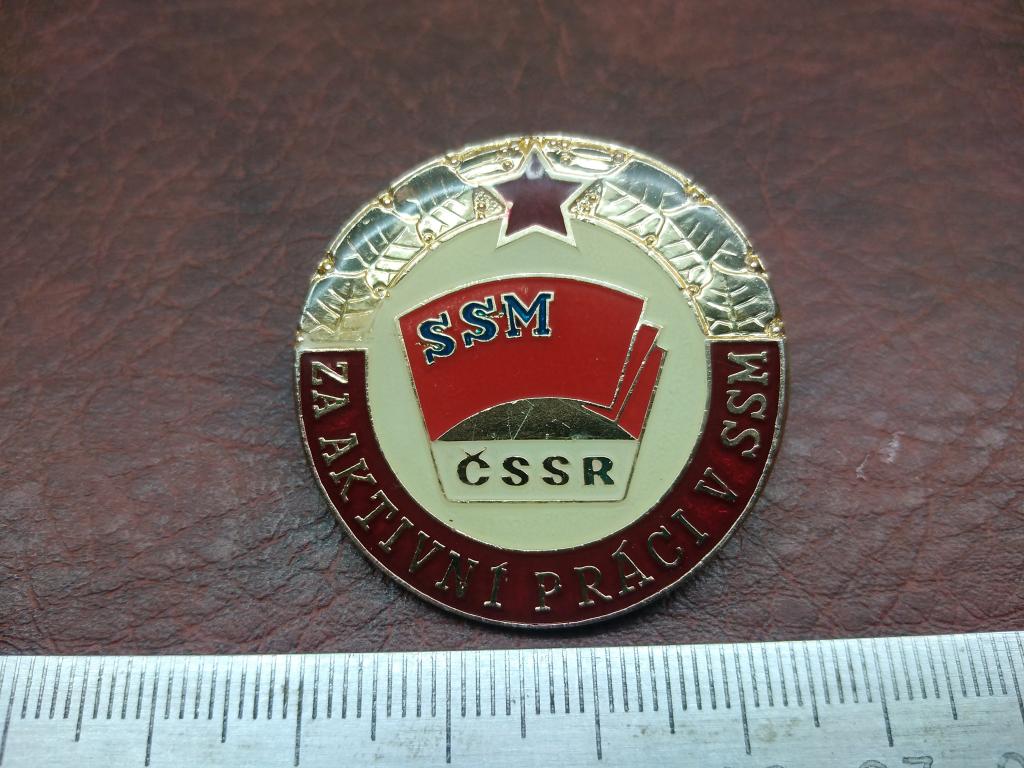 SSM
ČSSR
ZA AKTIVNÍ PRÁCI V SSM